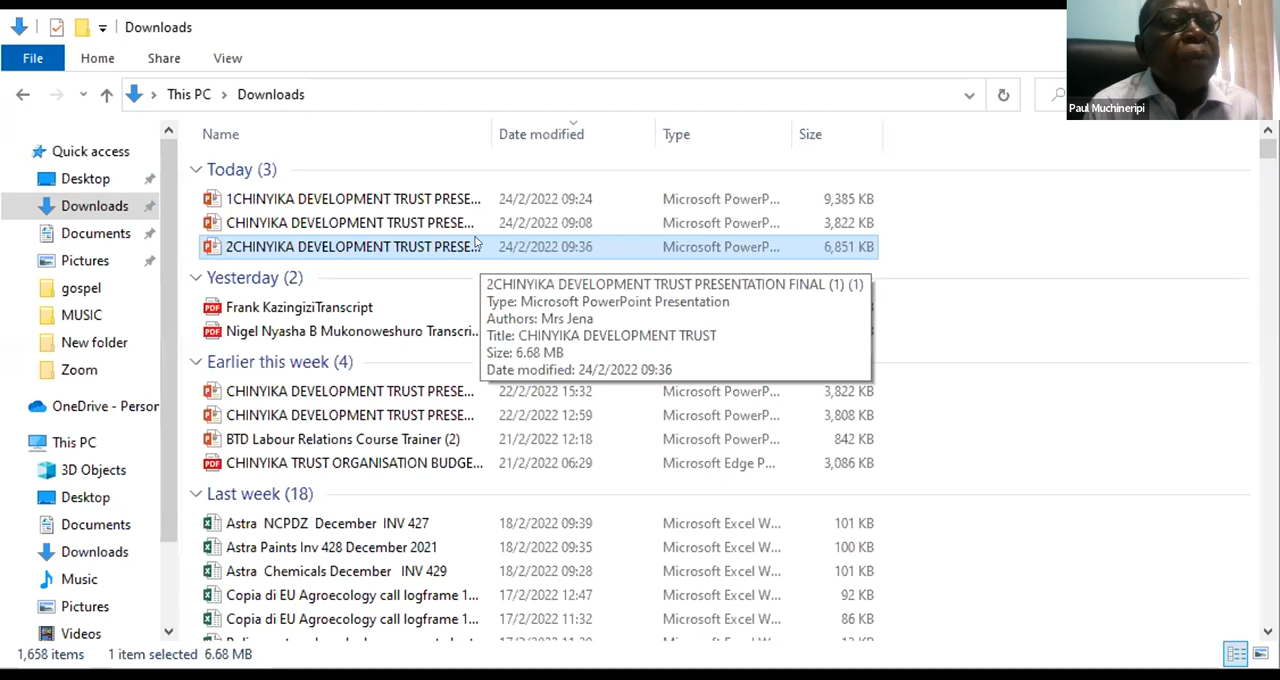 Downloads
File Home Share View
This PC Downloads
Paul Muchineripi
Name Date modified Type Size
Quick access
Desktop
Downloads
Documents
Pictures
gospel
MUSIC
New folder
Zoom
OneDrive - Person
This PC
3D Objects
Desktop
Documents
Downloads
Music
Pictures
Videos
Today (3)
1CHINYIKA DEVELOPMENT TRUST PRESE... 24/2/2022 09:24 Microsoft PowerP... 9,385 KB
CHINYIKA DEVELOPMENT TRUST PRESE... 24/2/2022 09:08 Microsoft PowerP... 3,822 KB
2CHINYIKA DEVELOPMENT TRUST PRESE... 24/2/2022 09:36 Microsoft PowerP... 6,851 KB
Yesterday (2)
Frank KazingiziTranscript
Nigel Nyasha B Mukonoweshuro Transcri...
2CHINYIKA DEVELOPMENT TRUST PRESENTATION FINAL (1) (1)
Type: Microsoft PowerPoint Presentation
Authors: Mrs Jena
Title: CHINYIKA DEVELOPMENT TRUST
Size: 6.68 MB
Date modified: 24/2/2022 09:36
Earlier this week (4)
CHINYIKA DEVELOPMENT TRUST PRESE... 22/2/2022 15:32 Microsoft PowerP... 3,822 KB
CHINYIKA DEVELOPMENT TRUST PRESE... 22/2/2022 12:59 Microsoft PowerP... 3,808 KB
BTD Labour Relations Course Trainer (2) 21/2/2022 12:18 Microsoft PowerP... 842 KB
CHINYIKA TRUST ORGANISATION BUDGE... 21/2/2022 06:29 Microsoft Edge P... 3,086 KB
Last week (18)
Astra NCPDZ December INV 427 18/2/2022 09:39 Microsoft Excel W... 101 KB
Astra Paints Inv 428 December 2021 18/2/2022 09:35 Microsoft Excel W... 100 KB
Astra Chemicals December INV 429 18/2/2022 09:28 Microsoft Excel W... 101 KB
Copia di EU Agroecology call logframe 1... 17/2/2022 12:47 Microsoft Excel W... 92 KB
Copia di EU Agroecology call logframe 1... 17/2/2022 11:32 Microsoft Excel W... 86 KB
1,658 items 1 item selected 6.68 MB